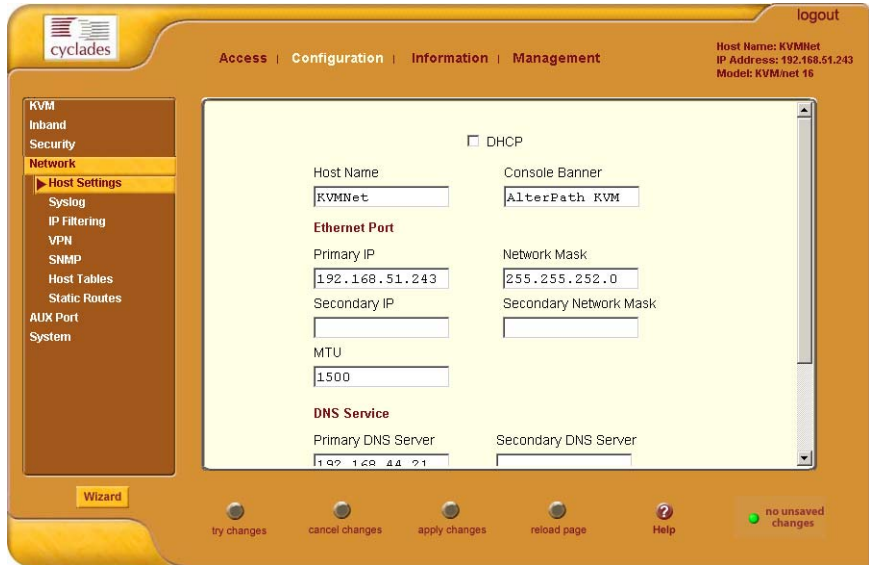 cyclades
logout
Access | Configuration | Information | Management
Host Name: KVMNet
IP Address: 192.168.51.243
Model: KVM/net 16
KVM
Inband
Security
Network
Host Settings
Syslog
IP Filtering
VPN
SNMP
Host Tables
Static Routes
AUX Port
System
DHCP
Host Name
Console Banner
KVMNet
AlterPath KVM
Ethernet Port
Primary IP
Network Mask
192.168.51.243
255.255.252.0
Secondary IP
Secondary Network Mask
MTU
1500
DNS Service
Primary DNS Server
Secondary DNS Server
192.168.44.21
Wizard
try changes
cancel changes
apply changes
reload page
?
Help
no unsaved
changes